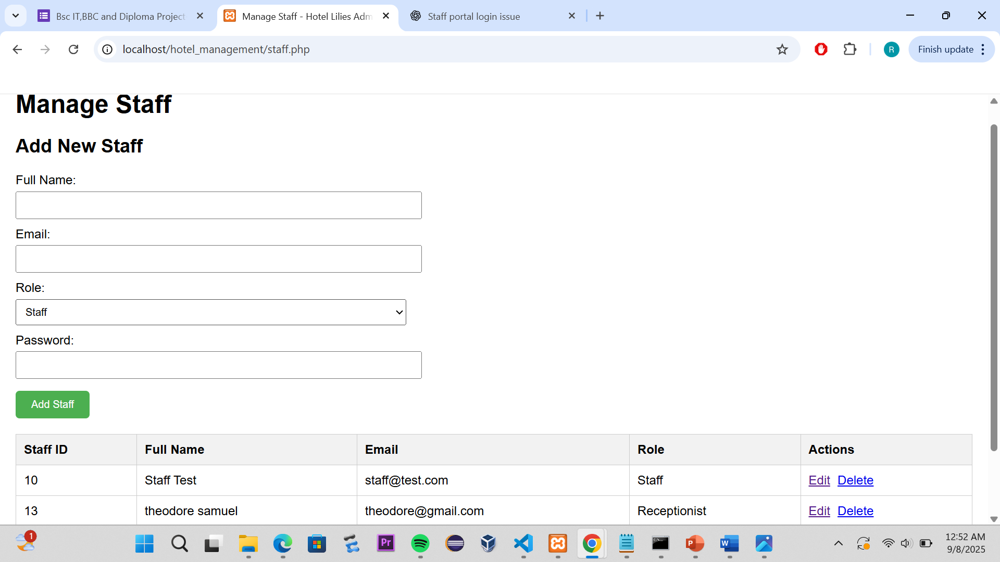 Bsc IT,BBC and Diploma Project
Manage Staff - Hotel Lilies Adm
Staff portal login issue
localhost/hotel_management/staff.php
R
Finish update
Manage Staff
Add New Staff
Full Name:
Email:
Role:
Staff
Password:
Add Staff
Staff ID Full Name Email Role Actions
10 Staff Test staff@test.com Staff Edit Delete
13 theodore samuel theodore@gmail.com Receptionist Edit Delete
1
Pr
P
W
12:52 AM
9/8/2025